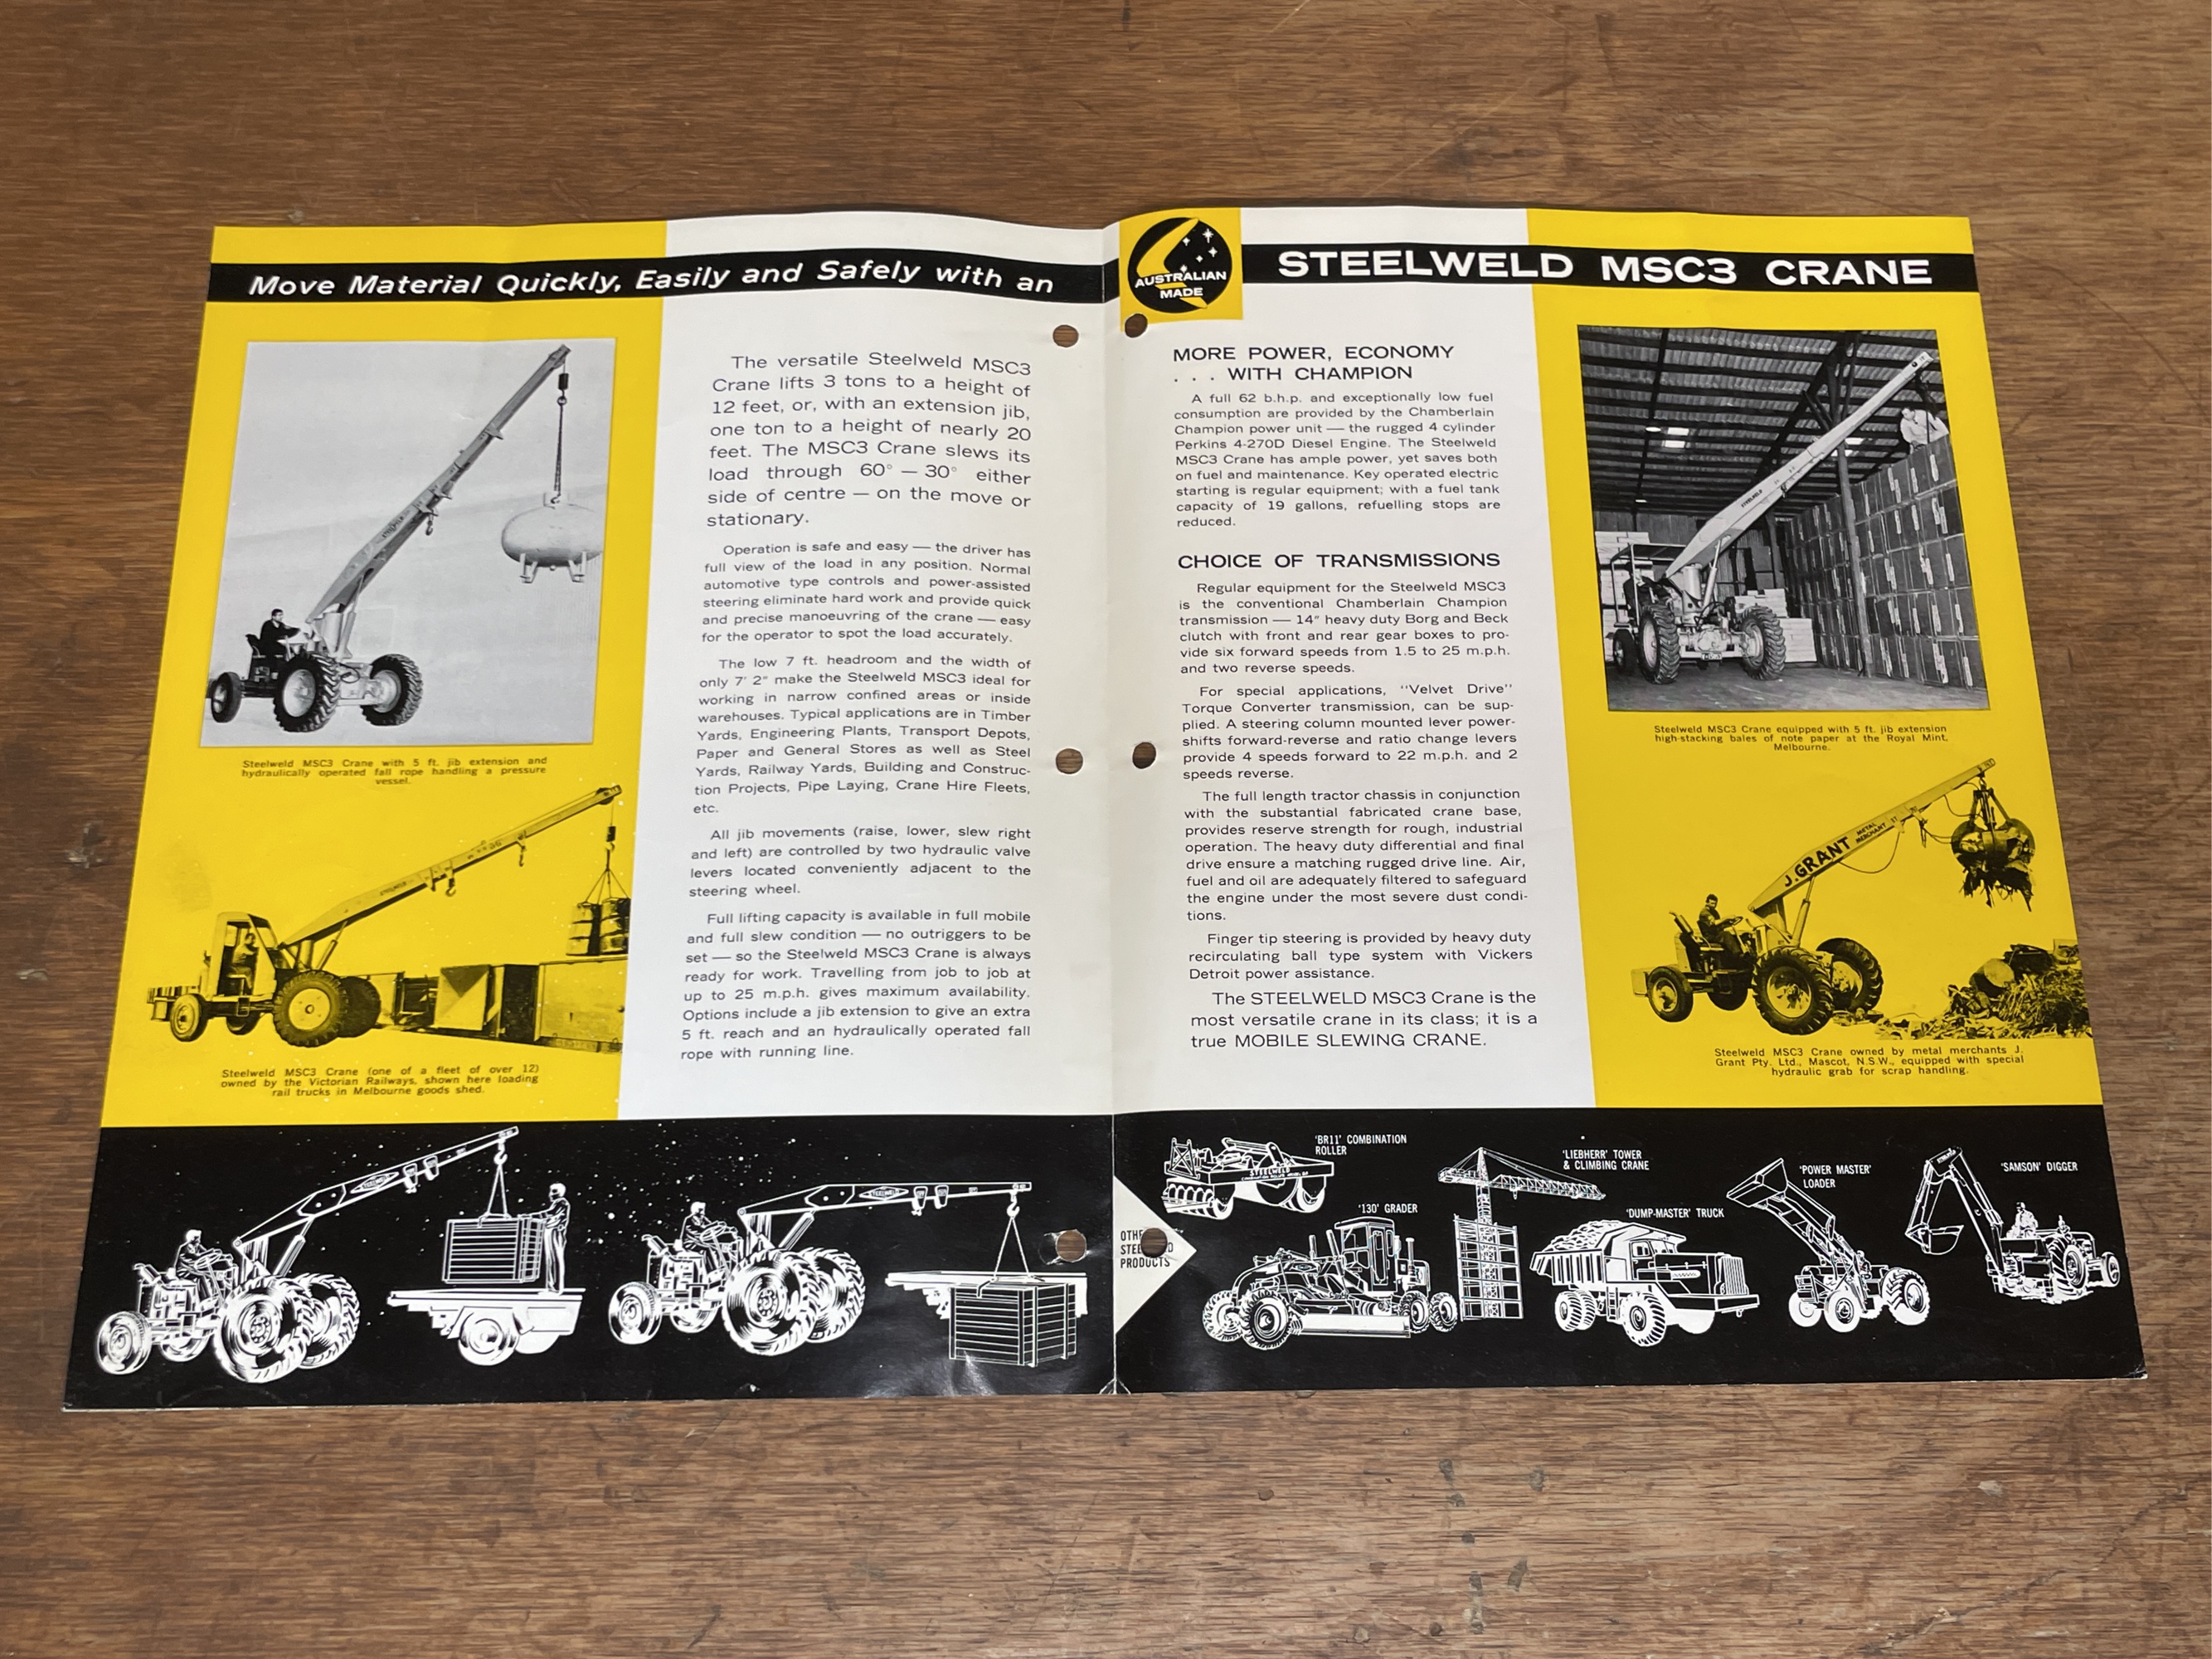 Move Material Quickly, Easily and Safely with an
AUSTRALIAN
MADE
STEELWELD MSC3 CRANE
Steelweld MSC3 Crane with 5 ft. jib extension and
hydraulically operated fall rope handling a pressure
vessel.
Steelweld MSC3 Crane (one of a fleet of over 12)
owned by the Victorian Railways, shown here loading
rail trucks in Melbourne goods shed.
The versatile Steelweld MSC3
Crane lifts 3 tons to a height of
12 feet, or, with an extension jib,
one ton to a height of nearly 20
feet. The MSC3 Crane slews its
load through 60° — 30° either
side of centre — on the move or
stationary.
Operation is safe and easy — the driver has
full view of the load in any position. Normal
automotive type controls and power-assisted
steering eliminate hard work and provide quick
and precise manoeuvring of the crane — easy
for the operator to spot the load accurately.
The low 7 ft. headroom and the width of
only 7' 2" make the Steelweld MSC3 ideal for
working in narrow confined areas or inside
warehouses. Typical applications are in Timber
Yards, Engineering Plants, Transport Depots,
Paper and General Stores as well as Steel
Yards, Railway Yards, Building and Construc-
tion Projects, Pipe Laying, Crane Hire Fleets,
etc.
All jib movements (raise, lower, slew right
and left) are controlled by two hydraulic valve
levers located conveniently adjacent to the
steering wheel.
Full lifting capacity is available in full mobile
and full slew condition — no outriggers to be
set — so the Steelweld MSC3 Crane is always
ready for work. Travelling from job to job at
up to 25 m.p.h. gives maximum availability.
Options include a jib extension to give an extra
5 ft. reach and an hydraulically operated fall
rope with running line.
MORE POWER, ECONOMY
. . . WITH CHAMPION
A full 62 b.h.p. and exceptionally low fuel
consumption are provided by the Chamberlain
Champion power unit — the rugged 4 cylinder
Perkins 4-270D Diesel Engine. The Steelweld
MSC3 Crane has ample power, yet saves both
on fuel and maintenance. Key operated electric
starting is regular equipment; with a fuel tank
capacity of 19 gallons, refuelling stops are
reduced.
CHOICE OF TRANSMISSIONS
Regular equipment for the Steelweld MSC3
is the conventional Chamberlain Champion
transmission — 14" heavy duty Borg and Beck
clutch with front and rear gear boxes to pro-
vide six forward speeds from 1.5 to 25 m.p.h.
and two reverse speeds.
For special applications, "Velvet Drive"
Torque Converter transmission, can be sup-
plied. A steering column mounted lever power-
shifts forward-reverse and ratio change levers
provide 4 speeds forward to 22 m.p.h. and 2
speeds reverse.
The full length tractor chassis in conjunction
with the substantial fabricated crane base,
provides reserve strength for rough, industrial
operation. The heavy duty differential and final
drive ensure a matching rugged drive line. Air,
fuel and oil are adequately filtered to safeguard
the engine under the most severe dust condi-
tions.
Finger tip steering is provided by heavy duty
recirculating ball type system with Vickers
Detroit power assistance.
The STEELWELD MSC3 Crane is the
most versatile crane in its class; it is a
true MOBILE SLEWING CRANE.
Steelweld MSC3 Crane equipped with 5 ft. jib extension
high-stacking bales of note paper at the Royal Mint,
Melbourne.
J. GRANT
METAL
MERCHANT
Steelweld MSC3 Crane owned by metal merchants J.
Grant Pty. Ltd., Mascot, N.S.W., equipped with special
hydraulic grab for scrap handling.
PRODUCTS
'BR11' COMBINATION
ROLLER
STEELWELD
'130' GRADER
'LIEBHERR' TOWER
& CLIMBING CRANE
'DUMP-MASTER' TRUCK
'POWER MASTER'
LOADER
'SAMSON' DIGGER